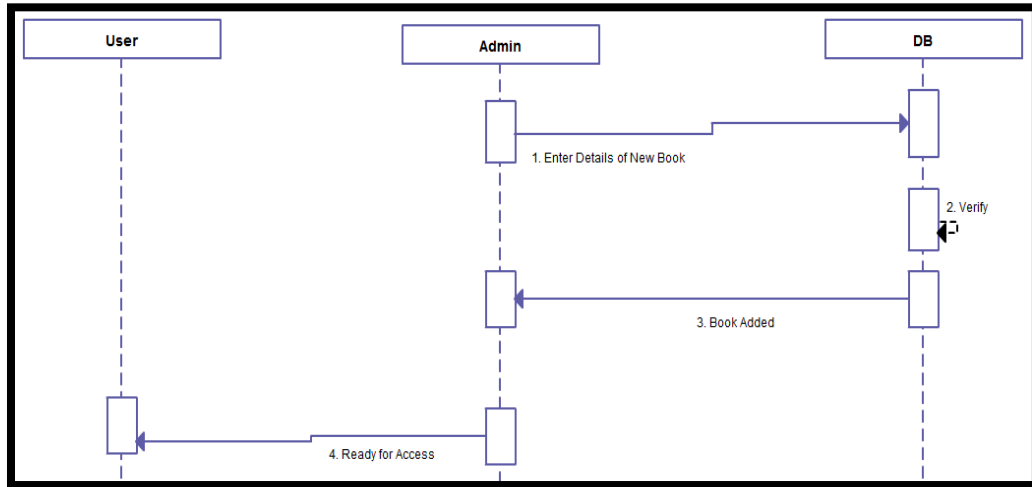 User
Admin
DB
1. Enter Details of New Book
2. Verify
3. Book Added
4. Ready for Access